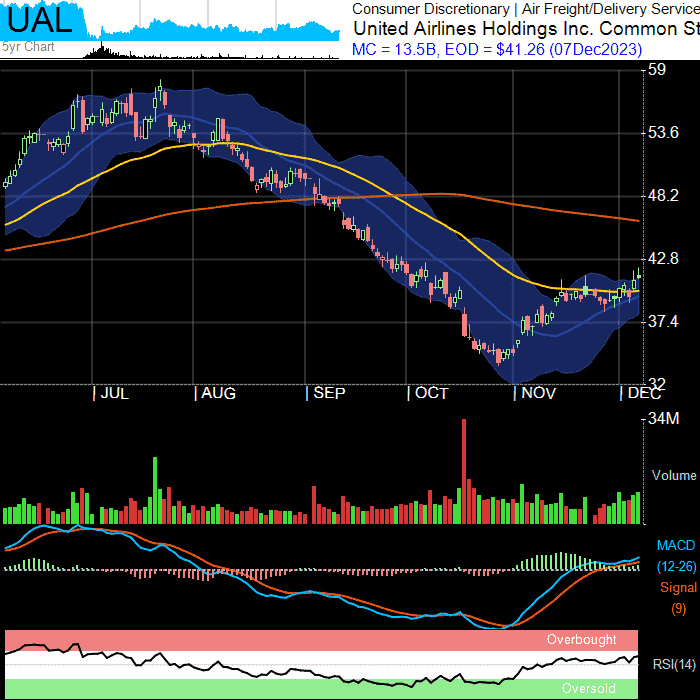 UAL
5yr Chart
Consumer Discretionary | Air Freight/Delivery Service
United Airlines Holdings Inc. Common St
MC = 13.5B, EOD = $41.26 (07Dec2023)
59
53.6
48.2
42.8
37.4
32
| JUL | AUG | SEP | OCT | NOV | DEC
34M
Volume
MACD
(12-26)
Signal
(9)
Overbought
RSI(14)
Oversold